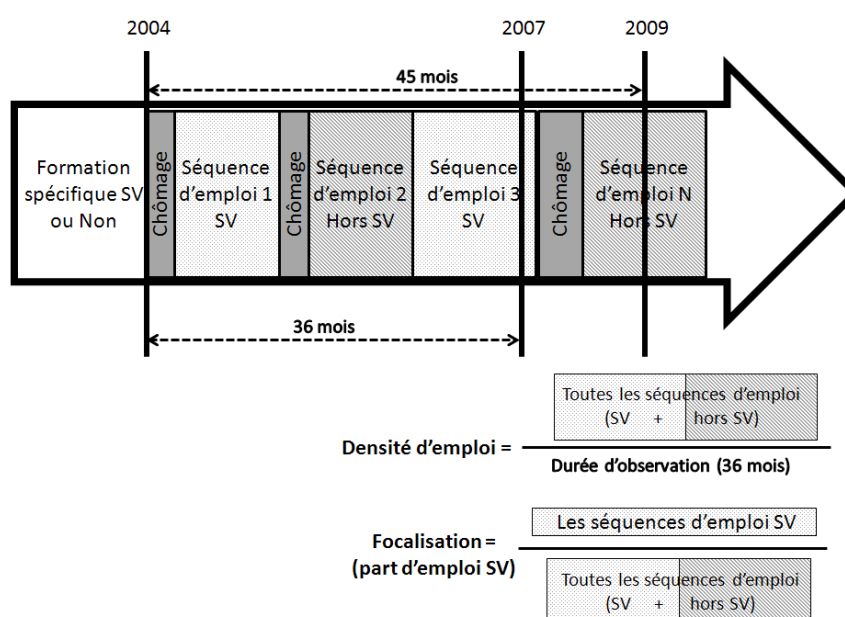 2004
2007
2009
45 mois
Formation
spécifique SV
ou Non
Chômage
Séquence
d'emploi 1
SV
Chômage
Séquence
d'emploi 2
Hors SV
Séquence
d'emploi 3
SV
Chômage
Séquence
d'emploi N
Hors SV
36 mois
Densité d'emploi =
Toutes les séquences d'emploi
(SV + hors SV)
Durée d'observation (36 mois)
Focalisation =
(part d'emploi SV)
Les séquences d'emploi SV
Toutes les séquences d'emploi
(SV + hors SV)